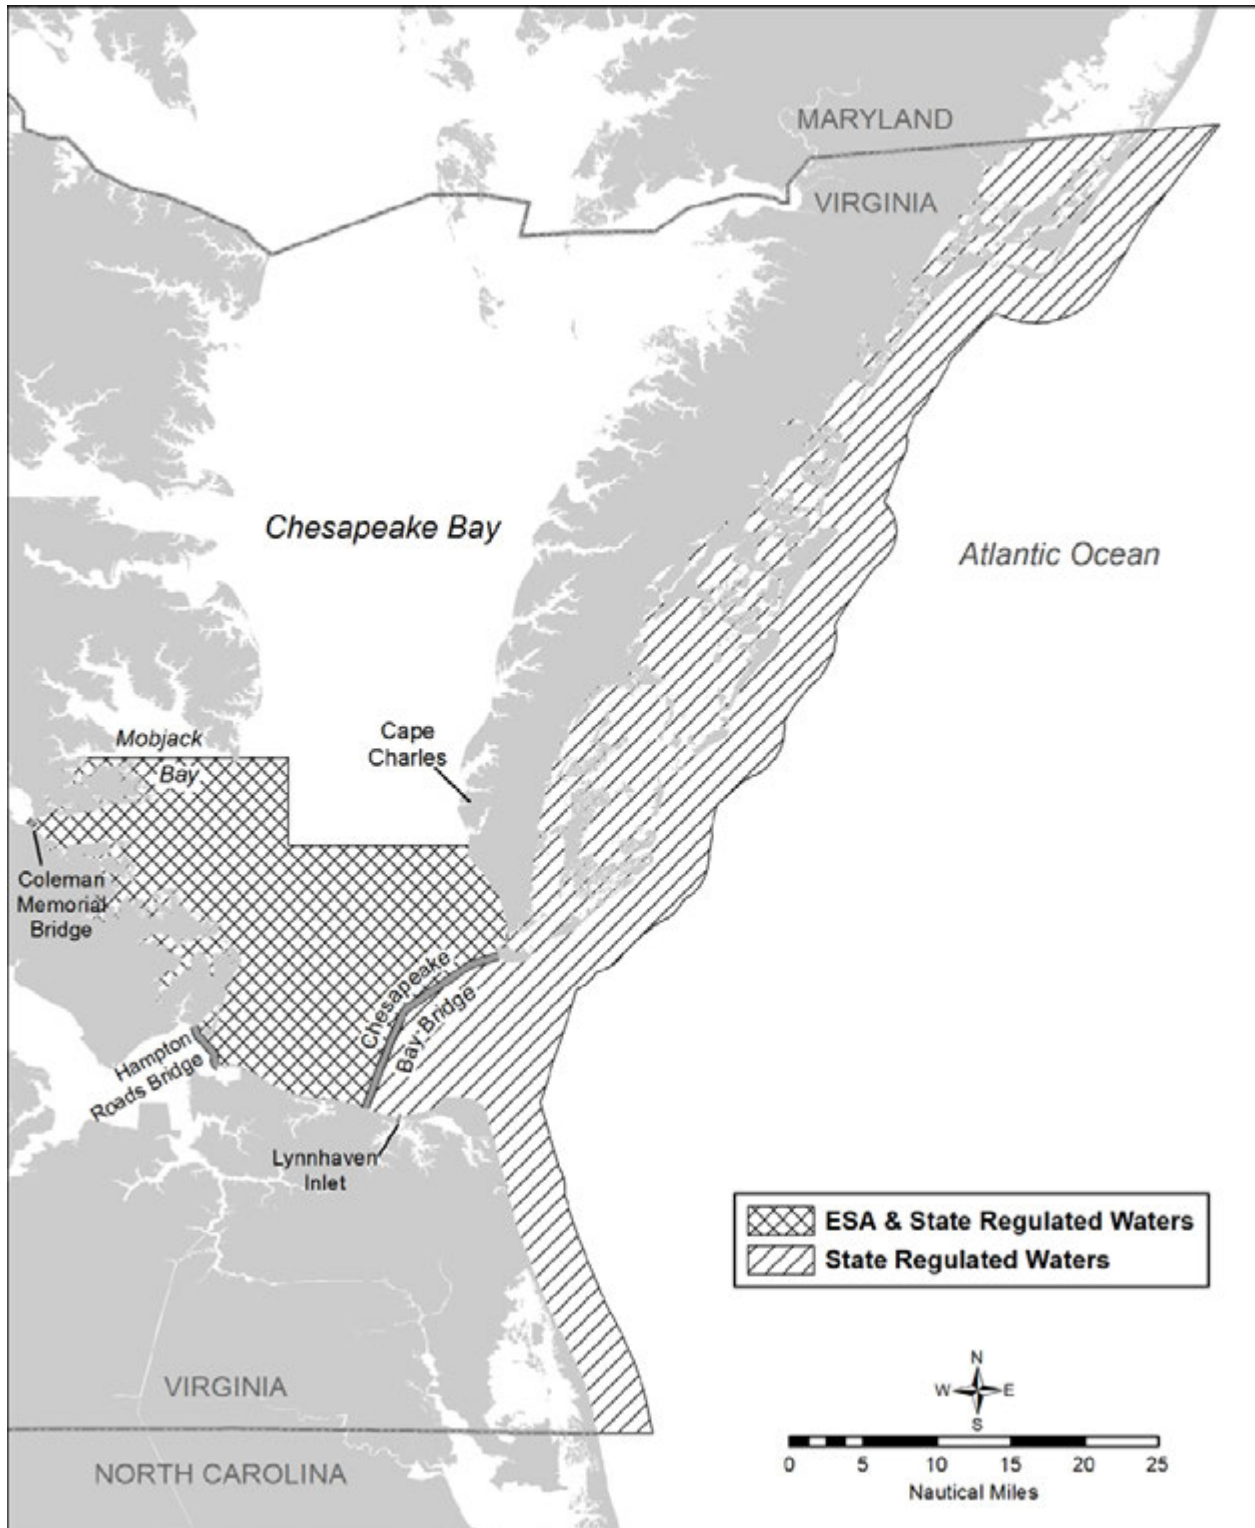 MARYLAND
VIRGINIA
Chesapeake Bay
Atlantic Ocean
Cape
Charles
Mobjack
Bay
Coleman
Memorial
Bridge
Chesapeake
Bay Bridge
Hampton
Roads Bridge
Lynnhaven
Inlet
ESA & State Regulated Waters
State Regulated Waters
VIRGINIA
NORTH CAROLINA
N
W E
S
0 5 10 15 20 25
Nautical Miles